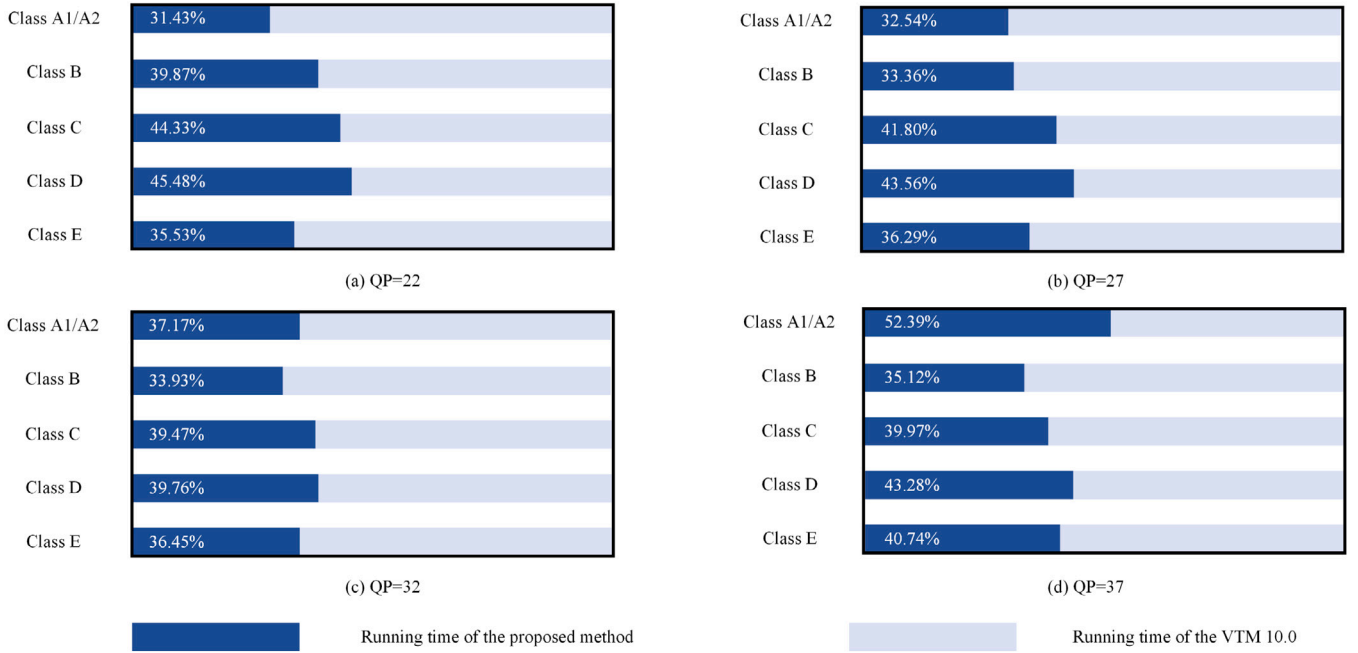 Class A1/A2 31.43%
Class B 39.87%
Class C 44.33%
Class D 45.48%
Class E 35.53%
(a) QP=22
Class A1/A2 32.54%
Class B 33.36%
Class C 41.80%
Class D 43.56%
Class E 36.29%
(b) QP=27
Class A1/A2 37.17%
Class B 33.93%
Class C 39.47%
Class D 39.76%
Class E 36.45%
(c) QP=32
Class A1/A2 52.39%
Class B 35.12%
Class C 39.97%
Class D 43.28%
Class E 40.74%
(d) QP=37
Running time of the proposed method
Running time of the VTM 10.0